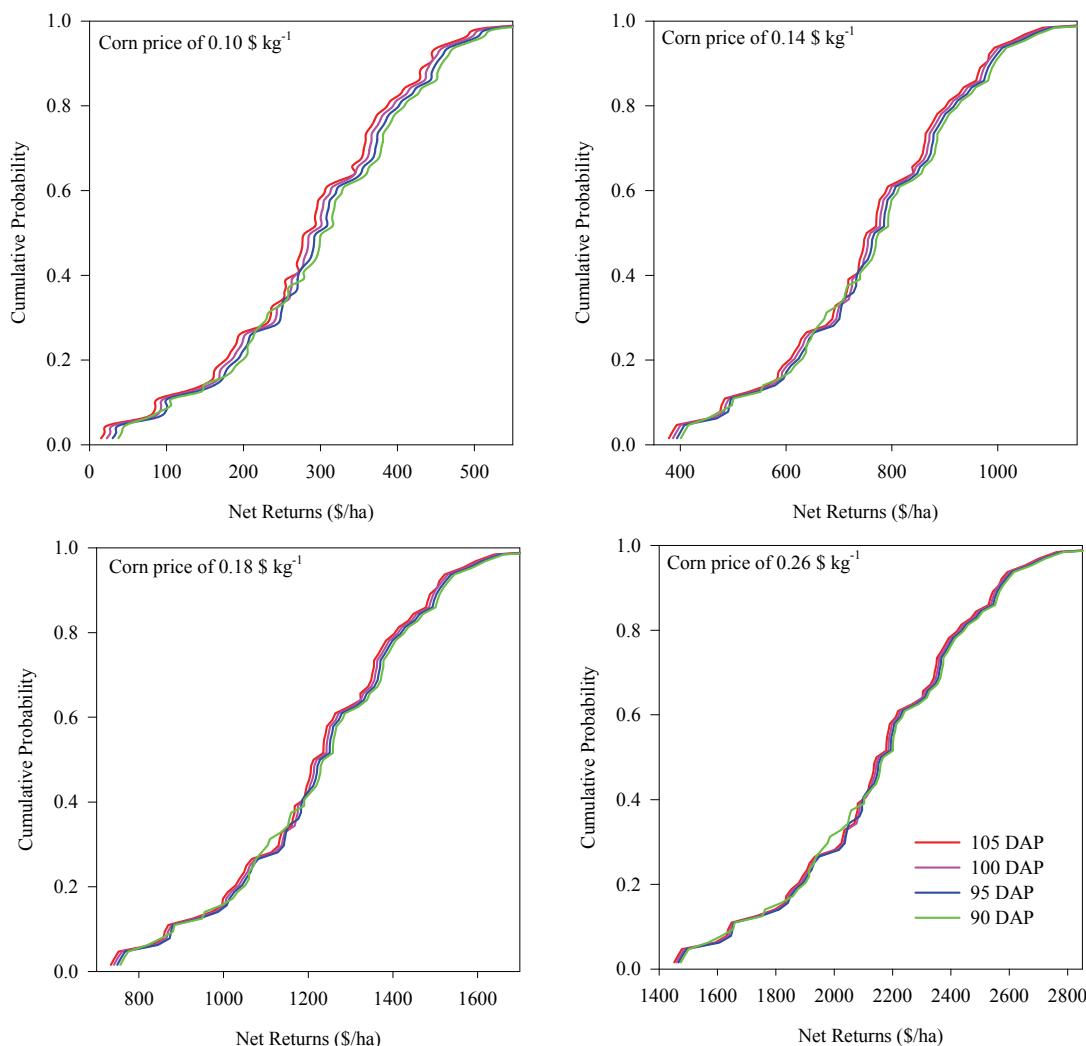 Corn price of 0.10 $ kg⁻¹
1.0
0.8
0.6
0.4
0.2
0.0
Cumulative Probability
0 100 200 300 400 500
Net Returns ($/ha)
Corn price of 0.14 $ kg⁻¹
1.0
0.8
0.6
0.4
0.2
0.0
Cumulative Probability
400 600 800 1000
Net Returns ($/ha)
Corn price of 0.18 $ kg⁻¹
1.0
0.8
0.6
0.4
0.2
0.0
Cumulative Probability
800 1000 1200 1400 1600
Net Returns ($/ha)
Corn price of 0.26 $ kg⁻¹
1.0
0.8
0.6
0.4
0.2
0.0
Cumulative Probability
105 DAP
100 DAP
95 DAP
90 DAP
1400 1600 1800 2000 2200 2400 2600 2800
Net Returns ($/ha)